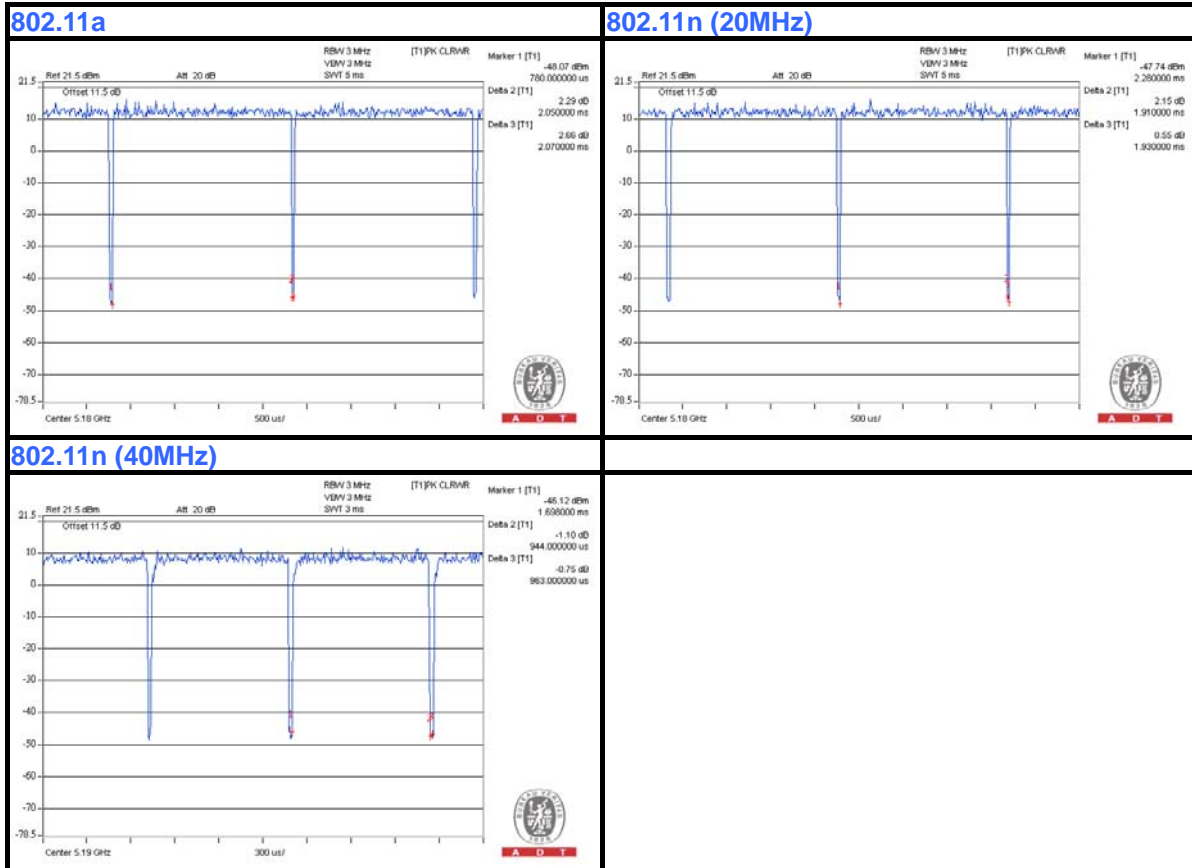 802.11a
RBW 3 MHz [T1]PK CLRWR
VBW 3 MHz
Ref 21.5 dBm Att 20 dB SWT 5 ms
Marker 1 [T1]
-48.07 dBm
780.000000 us
Delta 2 [T1]
2.29 dB
2.050000 ms
Delta 3 [T1]
2.66 dB
2.070000 ms
21.5
Offset 11.5 dB
10
0
-10
-20
-30
-40
-50
-60
-70
-78.5
Center 5.18 GHz 500 us/
BUREAU VERITAS
1828
A D T
802.11n (20MHz)
RBW 3 MHz [T1]PK CLRWR
VBW 3 MHz
Ref 21.5 dBm Att 20 dB SWT 5 ms
Marker 1 [T1]
-47.74 dBm
2.280000 ms
Delta 2 [T1]
2.15 dB
1.910000 ms
Delta 3 [T1]
0.55 dB
1.930000 ms
21.5
Offset 11.5 dB
10
0
-10
-20
-30
-40
-50
-60
-70
-78.5
Center 5.18 GHz 500 us/
BUREAU VERITAS
1828
A D T
802.11n (40MHz)
RBW 3 MHz [T1]PK CLRWR
VBW 3 MHz
Ref 21.5 dBm Att 20 dB SWT 3 ms
Marker 1 [T1]
-46.12 dBm
1.698000 ms
Delta 2 [T1]
-1.10 dB
944.000000 us
Delta 3 [T1]
-0.75 dB
963.000000 us
21.5
Offset 11.5 dB
10
0
-10
-20
-30
-40
-50
-60
-70
-78.5
Center 5.19 GHz 300 us/
BUREAU VERITAS
1828
A D T